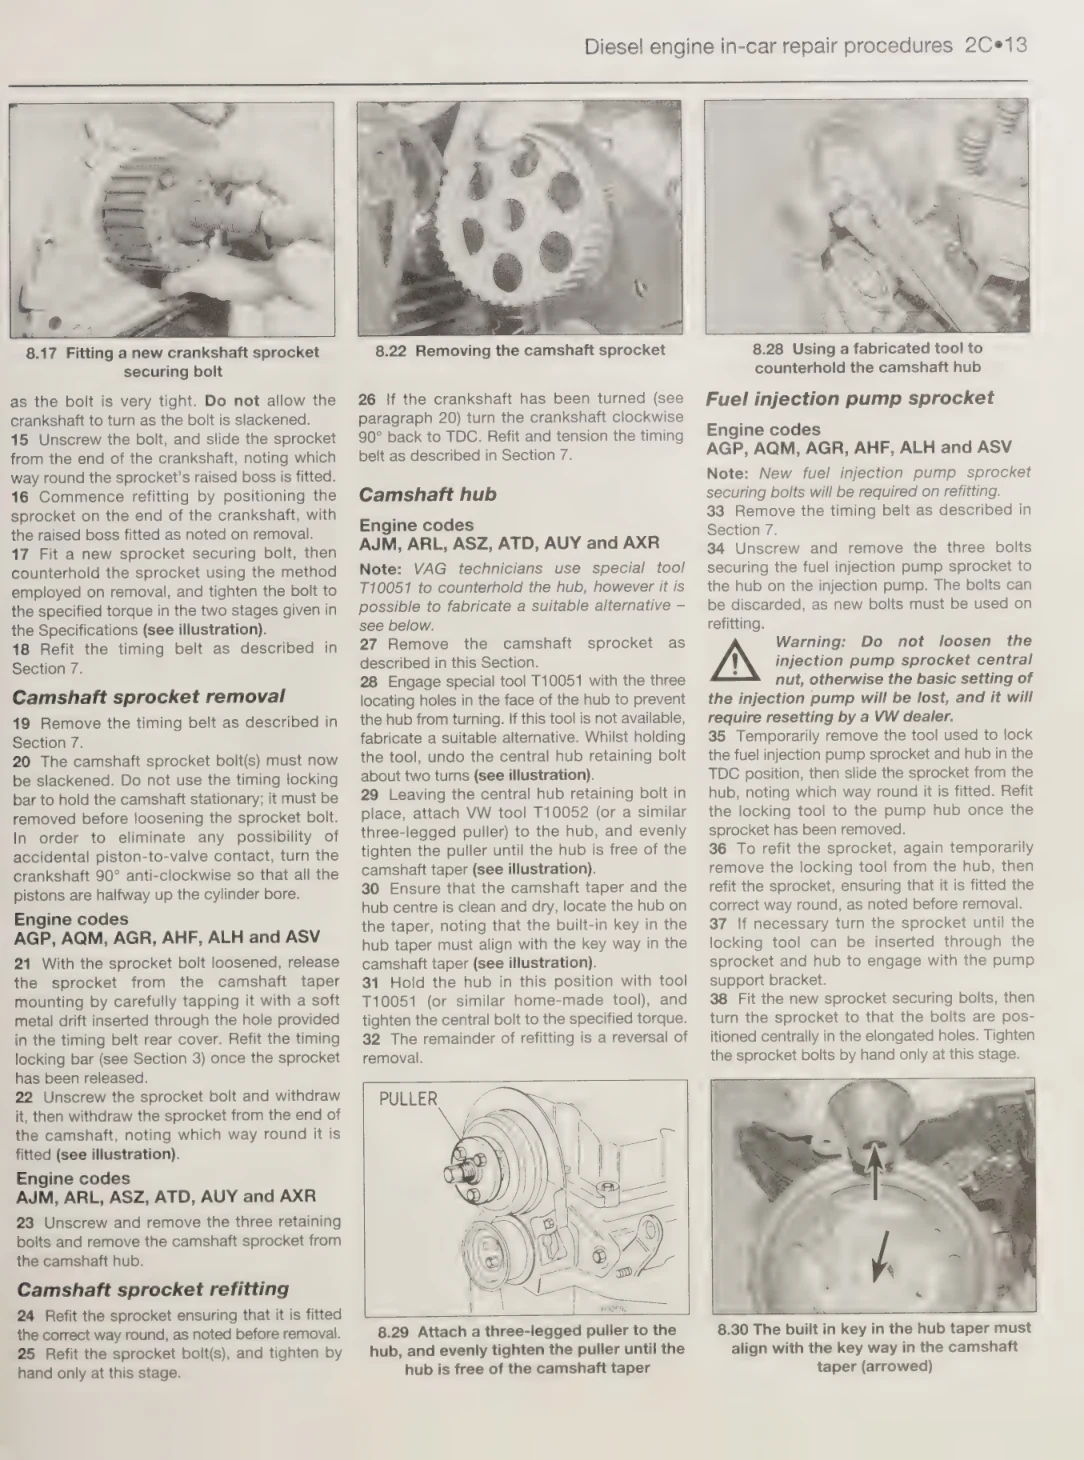 Diesel engine in-car repair procedures 2C•13
8.17 Fitting a new crankshaft sprocket
securing bolt
8.22 Removing the camshaft sprocket
8.28 Using a fabricated tool to
counterhold the camshaft hub
as the bolt is very tight. Do not allow the
crankshaft to turn as the bolt is slackened.
15 Unscrew the bolt, and slide the sprocket
from the end of the crankshaft, noting which
way round the sprocket's raised boss is fitted.
16 Commence refitting by positioning the
sprocket on the end of the crankshaft, with
the raised boss fitted as noted on removal.
17 Fit a new sprocket securing bolt, then
counterhold the sprocket using the method
employed on removal, and tighten the bolt to
the specified torque in the two stages given in
the Specifications (see illustration).
18 Refit the timing belt as described in
Section 7.
Camshaft sprocket removal
19 Remove the timing belt as described in
Section 7.
20 The camshaft sprocket bolt(s) must now
be slackened. Do not use the timing locking
bar to hold the camshaft stationary; it must be
removed before loosening the sprocket bolt.
In order to eliminate any possibility of
accidental piston-to-valve contact, turn the
crankshaft 90° anti-clockwise so that all the
pistons are halfway up the cylinder bore.
Engine codes
AGP, AQM, AGR, AHF, ALH and ASV
21 With the sprocket bolt loosened, release
the sprocket from the camshaft taper
mounting by carefully tapping it with a soft
metal drift inserted through the hole provided
in the timing belt rear cover. Refit the timing
locking bar (see Section 3) once the sprocket
has been released.
22 Unscrew the sprocket bolt and withdraw
it, then withdraw the sprocket from the end of
the camshaft, noting which way round it is
fitted (see illustration).
Engine codes
AJM, ARL, ASZ, ATD, AUY and AXR
23 Unscrew and remove the three retaining
bolts and remove the camshaft sprocket from
the camshaft hub.
Camshaft sprocket refitting
24 Refit the sprocket ensuring that it is fitted
the correct way round, as noted before removal.
25 Refit the sprocket bolt(s), and tighten by
hand only at this stage.
26 If the crankshaft has been turned (see
paragraph 20) turn the crankshaft clockwise
90° back to TDC. Refit and tension the timing
belt as described in Section 7.
Camshaft hub
Engine codes
AJM, ARL, ASZ, ATD, AUY and AXR
Note: VAG technicians use special tool
T10051 to counterhold the hub, however it is
possible to fabricate a suitable alternative –
see below.
27 Remove the camshaft sprocket as
described in this Section.
28 Engage special tool T10051 with the three
locating holes in the face of the hub to prevent
the hub from turning. If this tool is not available,
fabricate a suitable alternative. Whilst holding
the tool, undo the central hub retaining bolt
about two turns (see illustration).
29 Leaving the central hub retaining bolt in
place, attach VW tool T10052 (or a similar
three-legged puller) to the hub, and evenly
tighten the puller until the hub is free of the
camshaft taper (see illustration).
30 Ensure that the camshaft taper and the
hub centre is clean and dry, locate the hub on
the taper, noting that the built-in key in the
hub taper must align with the key way in the
camshaft taper (see illustration).
31 Hold the hub in this position with tool
T10051 (or similar home-made tool), and
tighten the central bolt to the specified torque.
32 The remainder of refitting is a reversal of
removal.
PULLER
8.29 Attach a three-legged puller to the
hub, and evenly tighten the puller until the
hub is free of the camshaft taper
Fuel injection pump sprocket
Engine codes
AGP, AQM, AGR, AHF, ALH and ASV
Note: New fuel injection pump sprocket
securing bolts will be required on refitting.
33 Remove the timing belt as described in
Section 7.
34 Unscrew and remove the three bolts
securing the fuel injection pump sprocket to
the hub on the injection pump. The bolts can
be discarded, as new bolts must be used on
refitting.
Warning: Do not loosen the
injection pump sprocket central
nut, otherwise the basic setting of
the injection pump will be lost, and it will
require resetting by a VW dealer.
35 Temporarily remove the tool used to lock
the fuel injection pump sprocket and hub in the
TDC position, then slide the sprocket from the
hub, noting which way round it is fitted. Refit
the locking tool to the pump hub once the
sprocket has been removed.
36 To refit the sprocket, again temporarily
remove the locking tool from the hub, then
refit the sprocket, ensuring that it is fitted the
correct way round, as noted before removal.
37 If necessary turn the sprocket until the
locking tool can be inserted through the
sprocket and hub to engage with the pump
support bracket.
38 Fit the new sprocket securing bolts, then
turn the sprocket to that the bolts are pos-
itioned centrally in the elongated holes. Tighten
the sprocket bolts by hand only at this stage.
8.30 The built in key in the hub taper must
align with the key way in the camshaft
taper (arrowed)